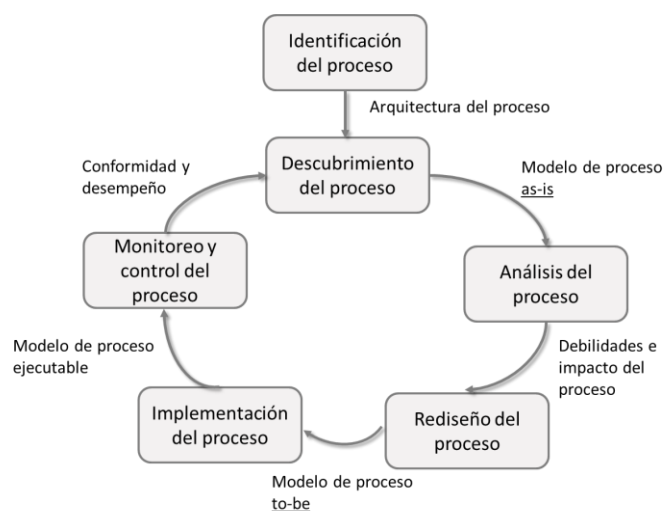 Identificación
del proceso
Arquitectura del proceso
Descubrimiento
del proceso
Modelo de proceso
as-is
Análisis del
proceso
Debilidades e
impacto del
proceso
Rediseño del
proceso
Modelo de proceso
to-be
Implementación
del proceso
Modelo de proceso
ejecutable
Monitoreo y
control del
proceso
Conformidad y
desempeño